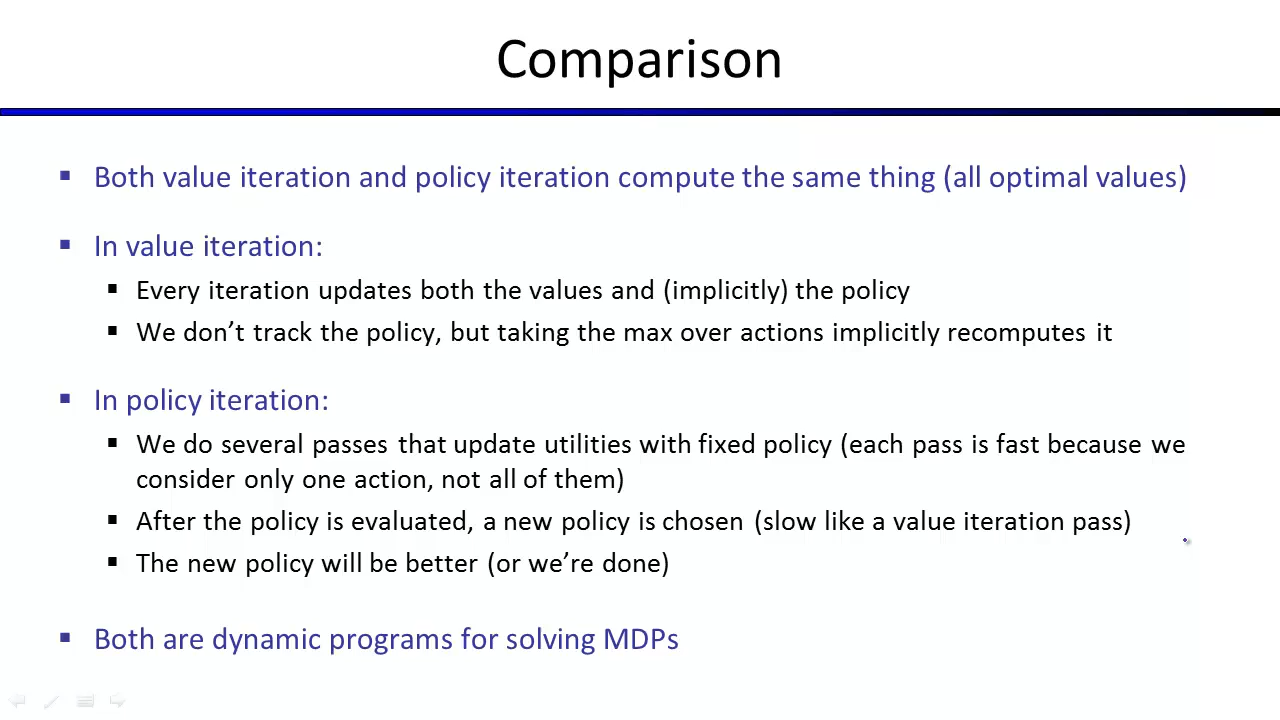 Comparison
▪ Both value iteration and policy iteration compute the same thing (all optimal values)
▪ In value iteration:
▪ Every iteration updates both the values and (implicitly) the policy
▪ We don’t track the policy, but taking the max over actions implicitly recomputes it
▪ In policy iteration:
▪ We do several passes that update utilities with fixed policy (each pass is fast because we
consider only one action, not all of them)
▪ After the policy is evaluated, a new policy is chosen (slow like a value iteration pass)
▪ The new policy will be better (or we’re done)
▪ Both are dynamic programs for solving MDPs